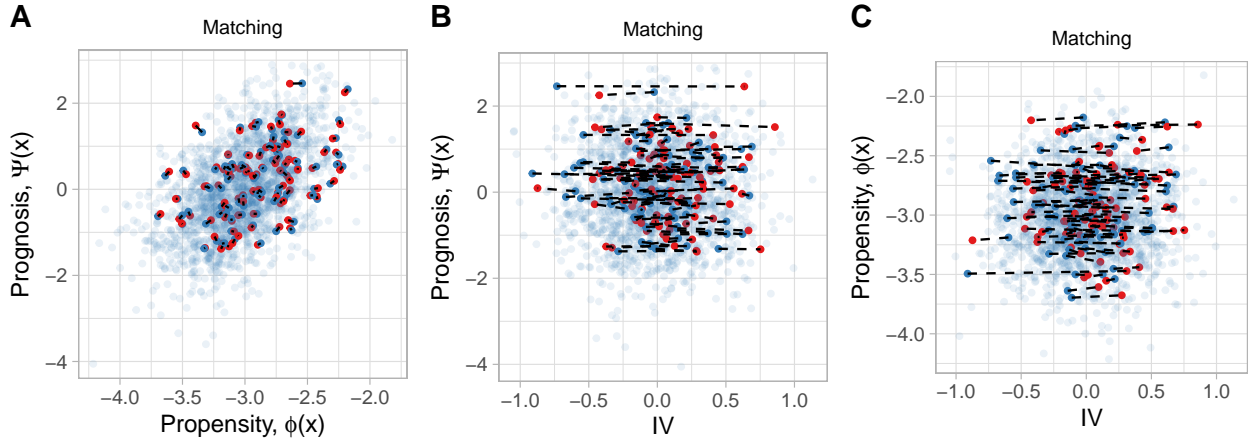 A
Matching
Prognosis, Ψ(x)
2
0
−2
−4
−4.0 −3.5 −3.0 −2.5 −2.0
Propensity, ϕ(x)
B
Matching
Prognosis, Ψ(x)
2
0
−2
−4
−1.0 −0.5 0.0 0.5 1.0
IV
C
Matching
Propensity, ϕ(x)
−2.0
−2.5
−3.0
−3.5
−4.0
−1.0 −0.5 0.0 0.5 1.0
IV